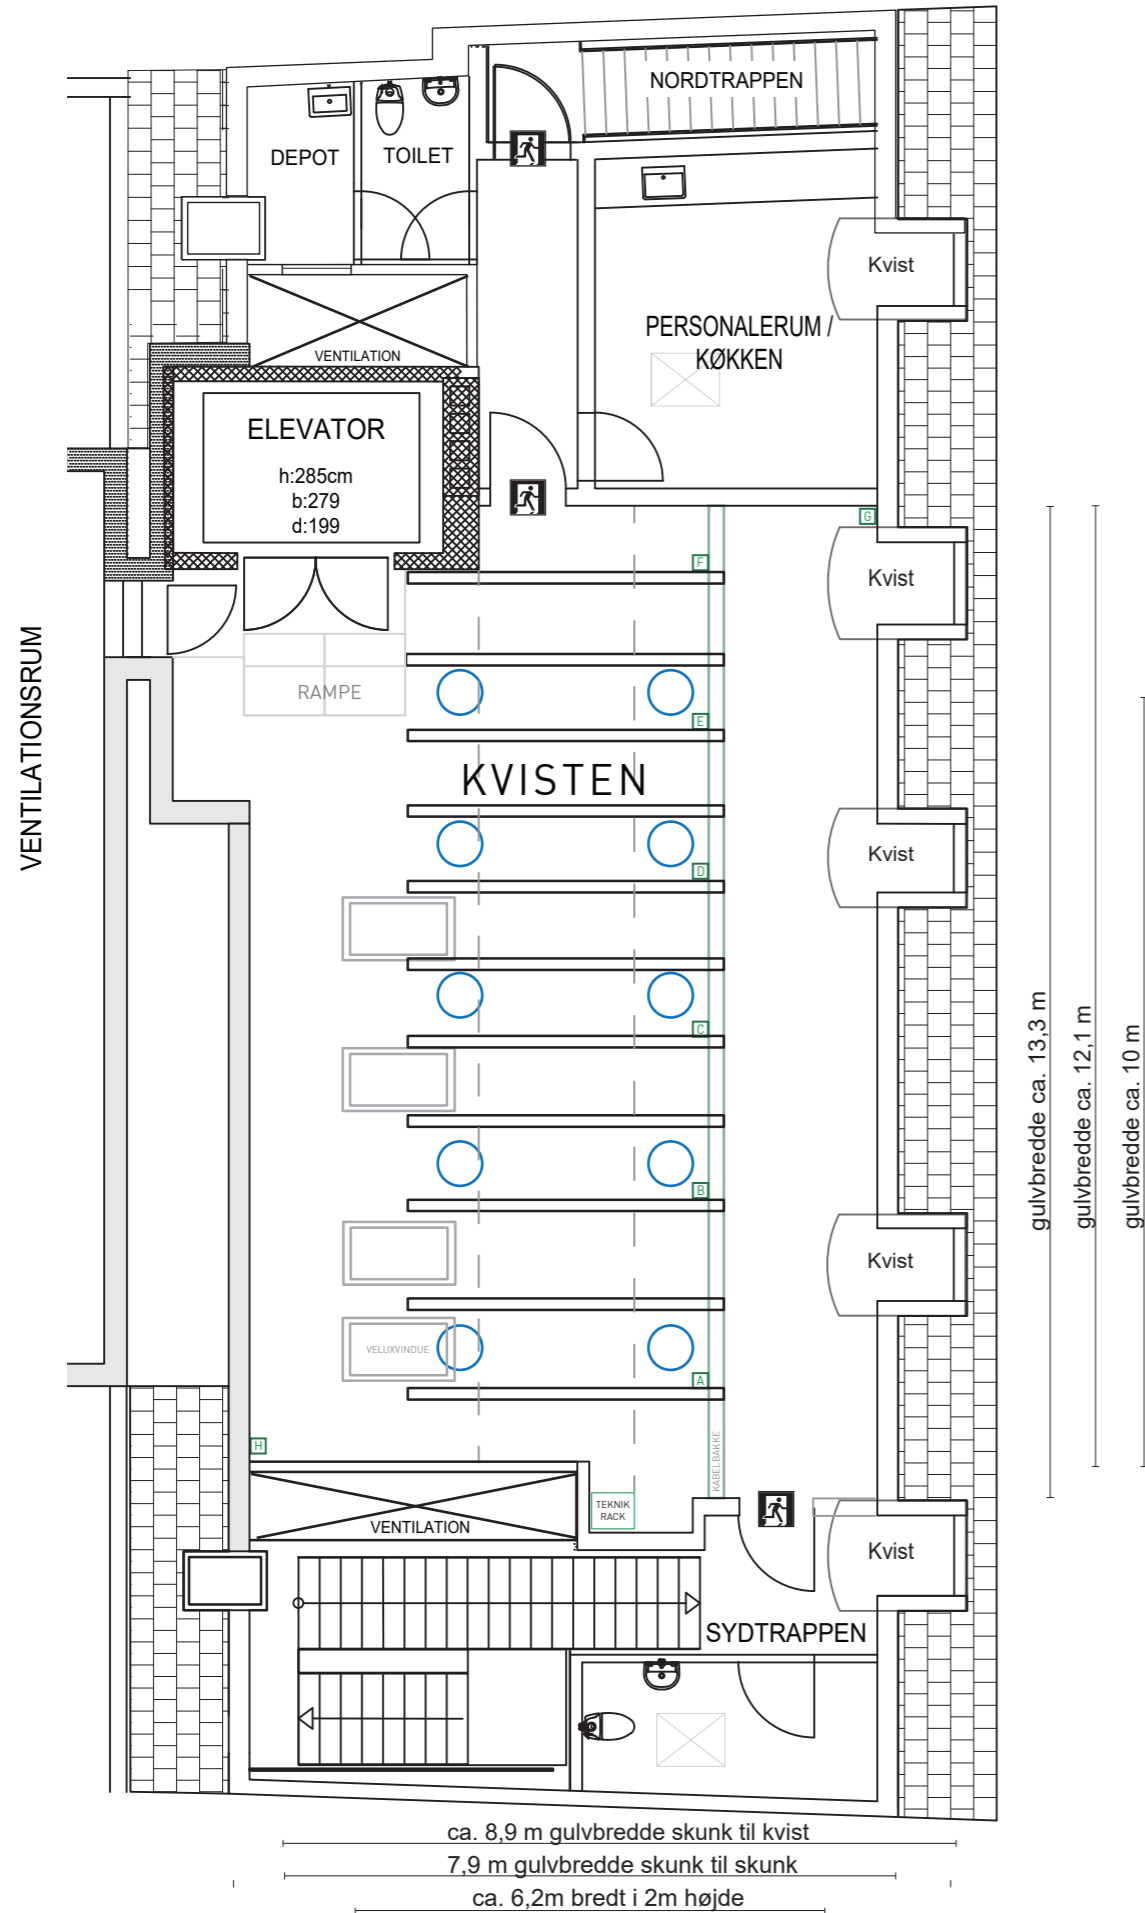 NORDTRAPPEN
DEPOT
TOILET
Kvist
PERSONALERUM /
KØKKEN
VENTILATION
ELEVATOR
h:285cm
b:279
d:199
G
F
Kvist
VENTILATIONSRUM
RAMPE
E
KVISTEN
Kvist
D
C
gulvbredde ca. 13,3 m
gulvbredde ca. 12,1 m
gulvbredde ca. 10 m
B
Kvist
VELUXVINDUE
A
H
KABELBAKKE
TEKNIK
RACK
VENTILATION
Kvist
SYDTRAPPEN
ca. 8,9 m gulvbredde skunk til kvist
7,9 m gulvbredde skunk til skunk
ca. 6,2m bredt i 2m højde